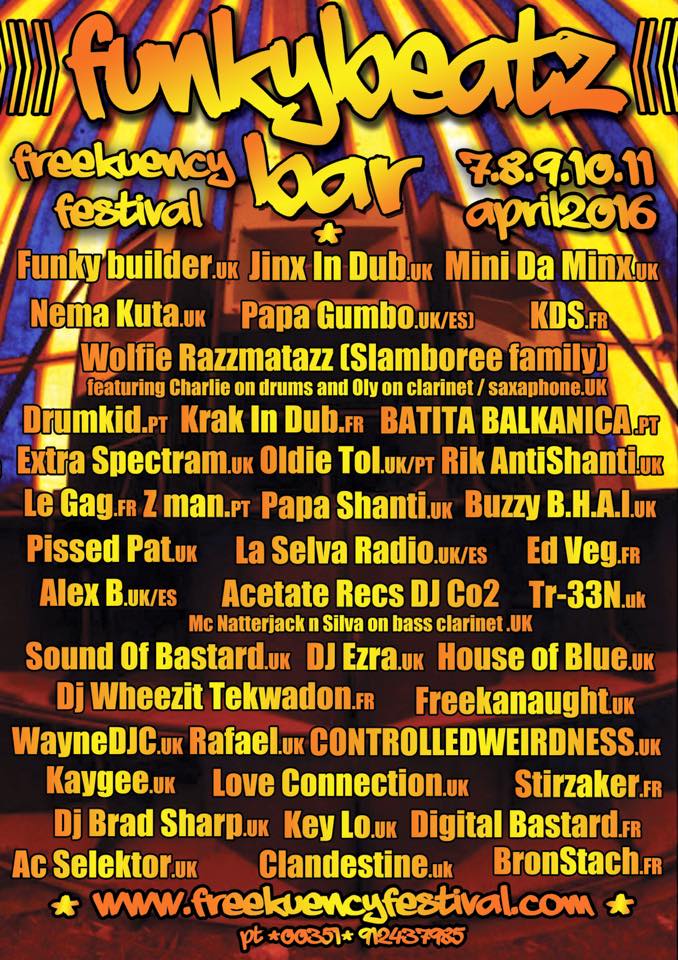 funkybeatz
freekuency festival
bar
7.8.9.10.11
april2016
Funky builder.UK Jinx In Dub.UK Mini Da Minx.UK
Nema Kuta.UK Papa Gumbo.UK/ES) KDS.FR
Wolfie Razzmatazz (Slamboree family)
featuring Charlie on drums and Oly on clarinet / saxaphone.UK
Drumkid.PT Krak In Dub.FR BATITA BALKANICA.PT
Extra Spectram.UK Oldie Tol.UK/PT Rik AntiShanti.UK
Le Gag.FR Z man.PT Papa Shanti.UK Buzzy B.H.A.I.UK
Pissed Pat.UK La Selva Radio.UK/ES Ed Veg.FR
Alex B.UK/ES Acetate Recs DJ Co2 Tr-33N.uk
Mc Natterjack n Silva on bass clarinet .UK
Sound Of Bastard.UK DJ Ezra.UK House of Blue.UK
Dj Wheezit Tekwadon.FR Freekanaught.UK
WayneDJC.UK Rafael.UK CONTROLLEDWEIRDNESS.UK
Kaygee.UK Love Connection.UK Stirzaker.FR
Dj Brad Sharp.UK Key Lo.UK Digital Bastard.FR
Ac Selektor.UK Clandestine.uk BronStach.FR
www.freekuencyfestival.com
pt *00351* 912437985